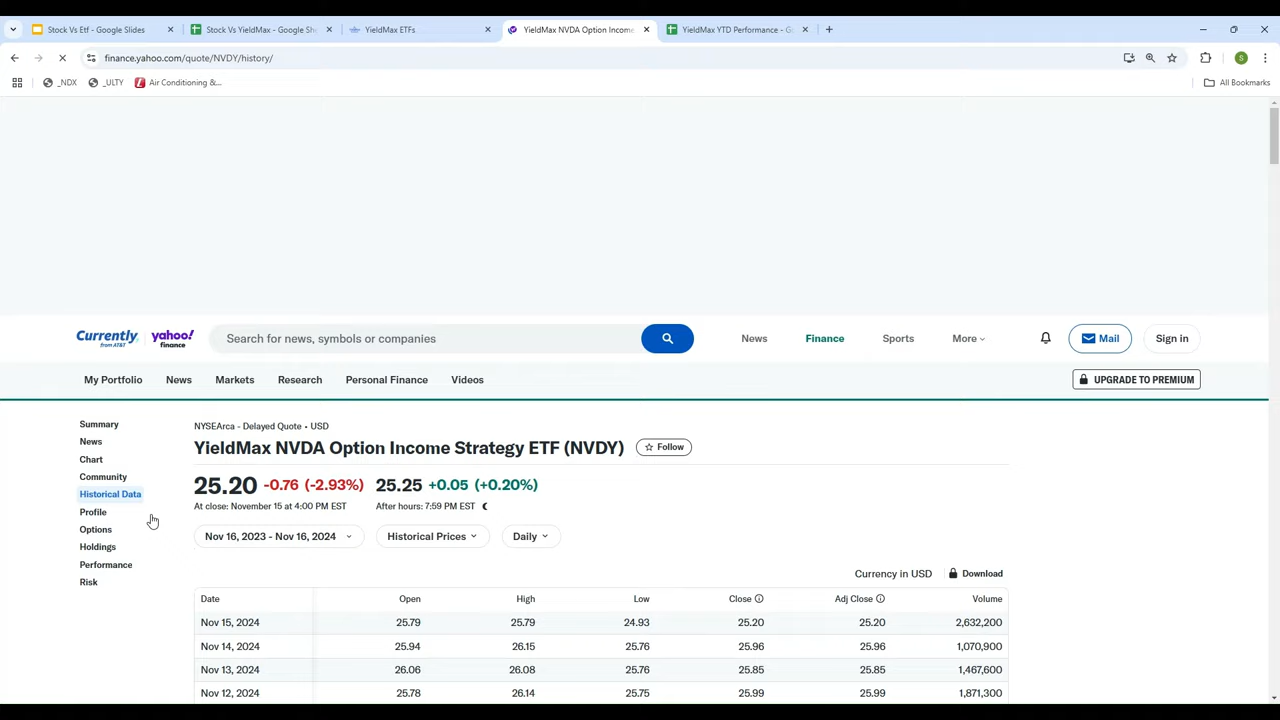 Stock Vs Etf - Google Slides
Stock Vs YieldMax - Google She
YieldMax ETFs
YieldMax NVDA Option Income
YieldMax YTD Performance - Go
finance.yahoo.com/quote/NVDY/history/
S
_NDX
_ULTY
Air Conditioning &...
All Bookmarks
Currently from AT&T
yahoo! finance
Search for news, symbols or companies
News
Finance
Sports
More
Mail
Sign in
My Portfolio
News
Markets
Research
Personal Finance
Videos
UPGRADE TO PREMIUM
Summary
News
Chart
Community
Historical Data
Profile
Options
Holdings
Performance
Risk
NYSEArca - Delayed Quote • USD
YieldMax NVDA Option Income Strategy ETF (NVDY)
Follow
25.20 -0.76 (-2.93%)
At close: November 15 at 4:00 PM EST
25.25 +0.05 (+0.20%)
After hours: 7:59 PM EST
Nov 16, 2023 - Nov 16, 2024
Historical Prices
Daily
Currency in USD
Download
Date Open High Low Close Adj Close Volume
Nov 15, 2024 25.79 25.79 24.93 25.20 25.20 2,632,200
Nov 14, 2024 25.94 26.15 25.76 25.96 25.96 1,070,900
Nov 13, 2024 26.06 26.08 25.76 25.85 25.85 1,467,600
Nov 12, 2024 25.78 26.14 25.75 25.99 25.99 1,871,300